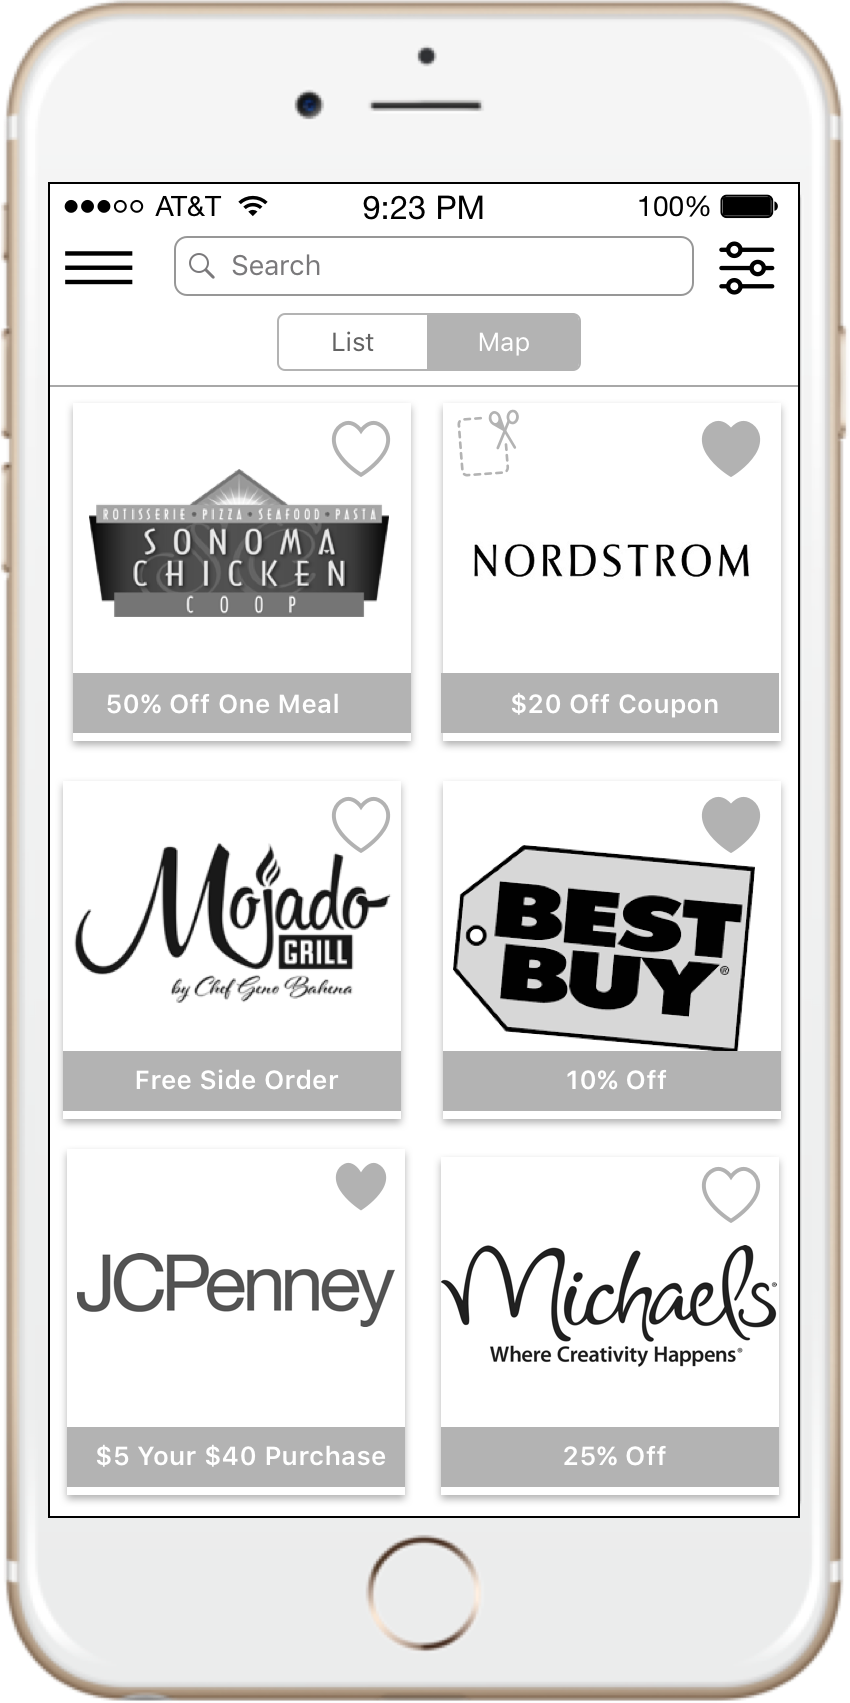 AT&T 9:23 PM 100%
Search
List Map
ROTISSERIE • PIZZA • SEAFOOD • PASTA
SONOMA
CHICKEN
COOP
50% Off One Meal
NORDSTROM
$20 Off Coupon
Mojado
GRILL
by Chef Geno Bahena
Free Side Order
BEST
BUY®
10% Off
JCPenney
$5 Your $40 Purchase
Michaels®
Where Creativity Happens®
25% Off